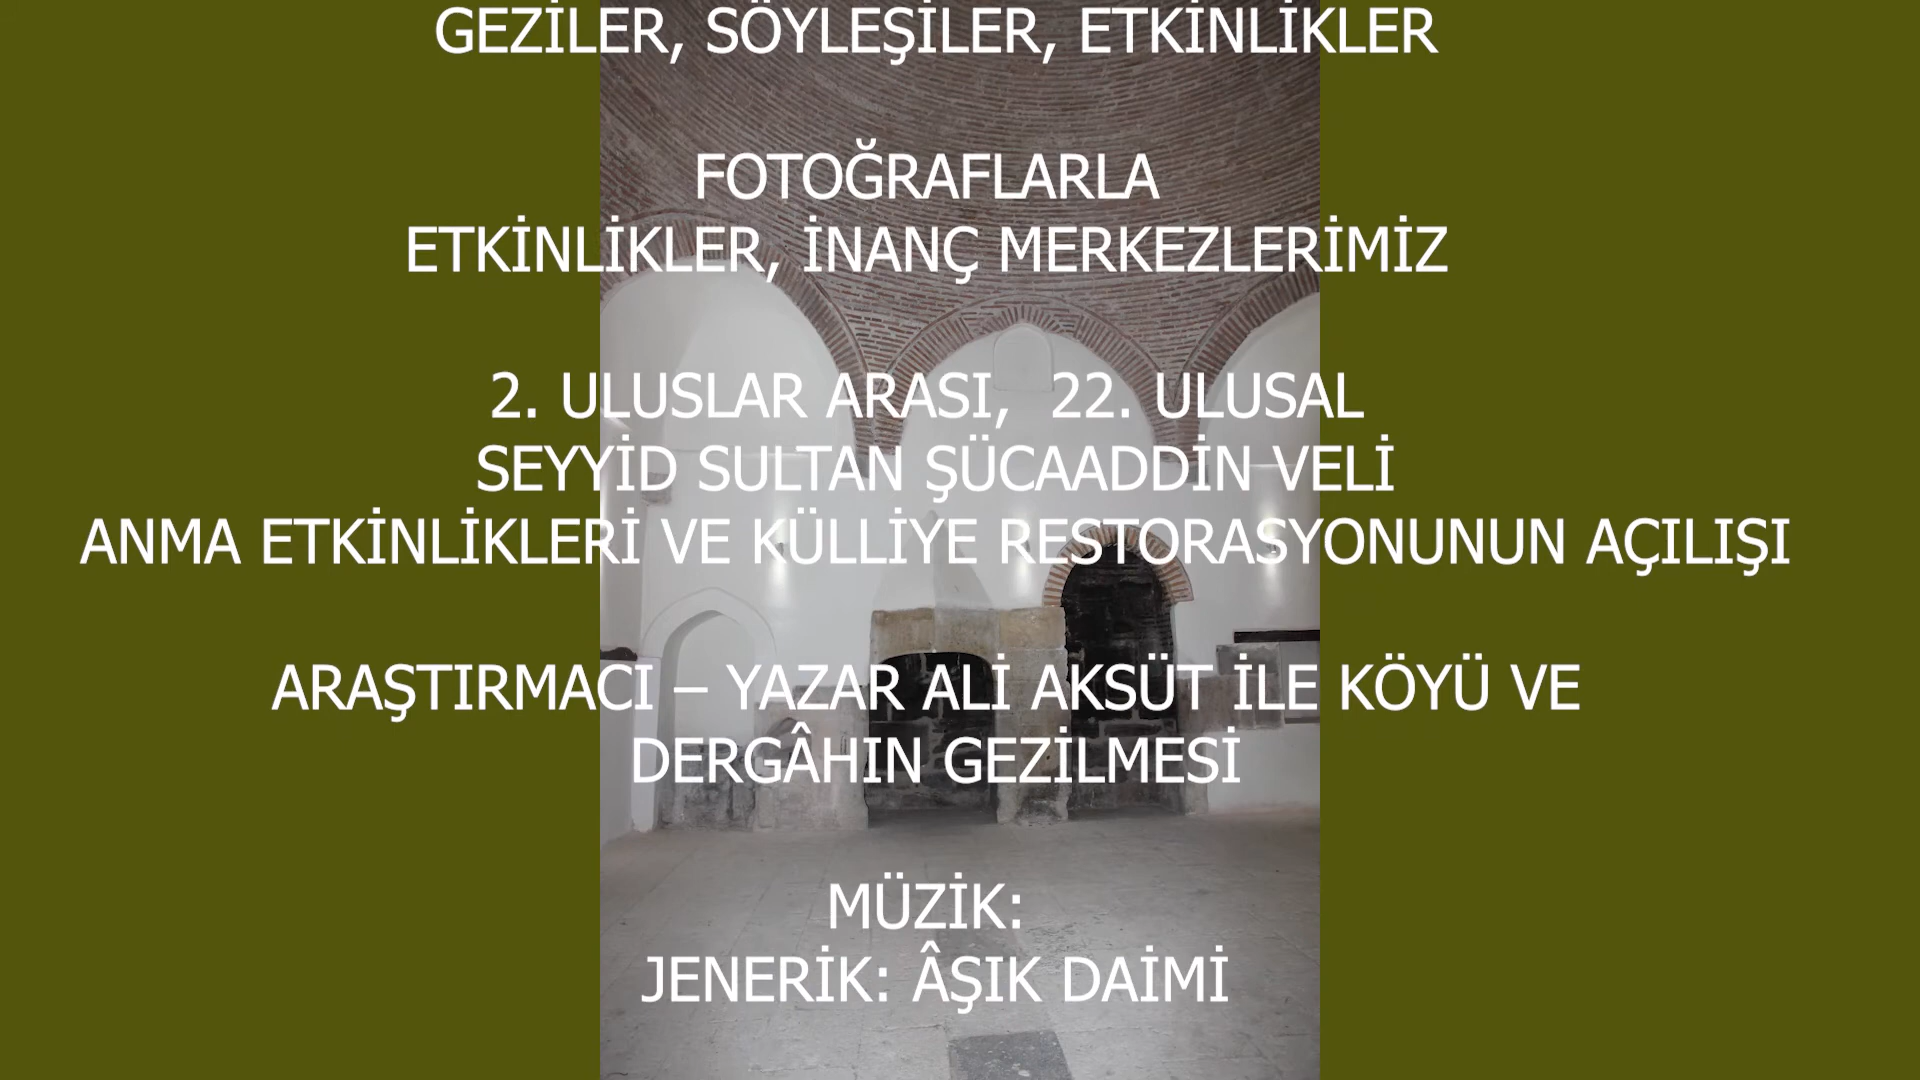 GEZİLER, SÖYLEŞİLER, ETKİNLİKLER
FOTOĞRAFLARLA
ETKİNLİKLER, İNANÇ MERKEZLERİMİZ
2. ULUSLAR ARASI, 22. ULUSAL
SEYYİD SULTAN ŞÜCAADDİN VELİ
ANMA ETKİNLİKLERİ VE KÜLLİYE RESTORASYONUNUN AÇILIŞI
ARAŞTIRMACI – YAZAR ALİ AKSÜT İLE KÖYÜ VE
DERGÂHIN GEZİLMESİ
MÜZİK:
JENERİK: ÂŞIK DAİMİ